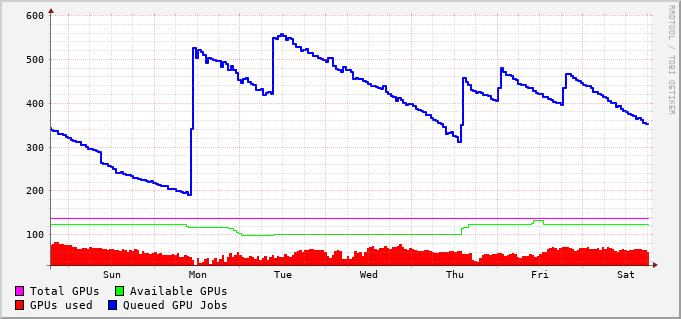 600
500
400
300
200
100
Sun Mon Tue Wed Thu Fri Sat
Total GPUs Available GPUs
GPUs used Queued GPU Jobs
RRDTOOL / TOBI OETIKER